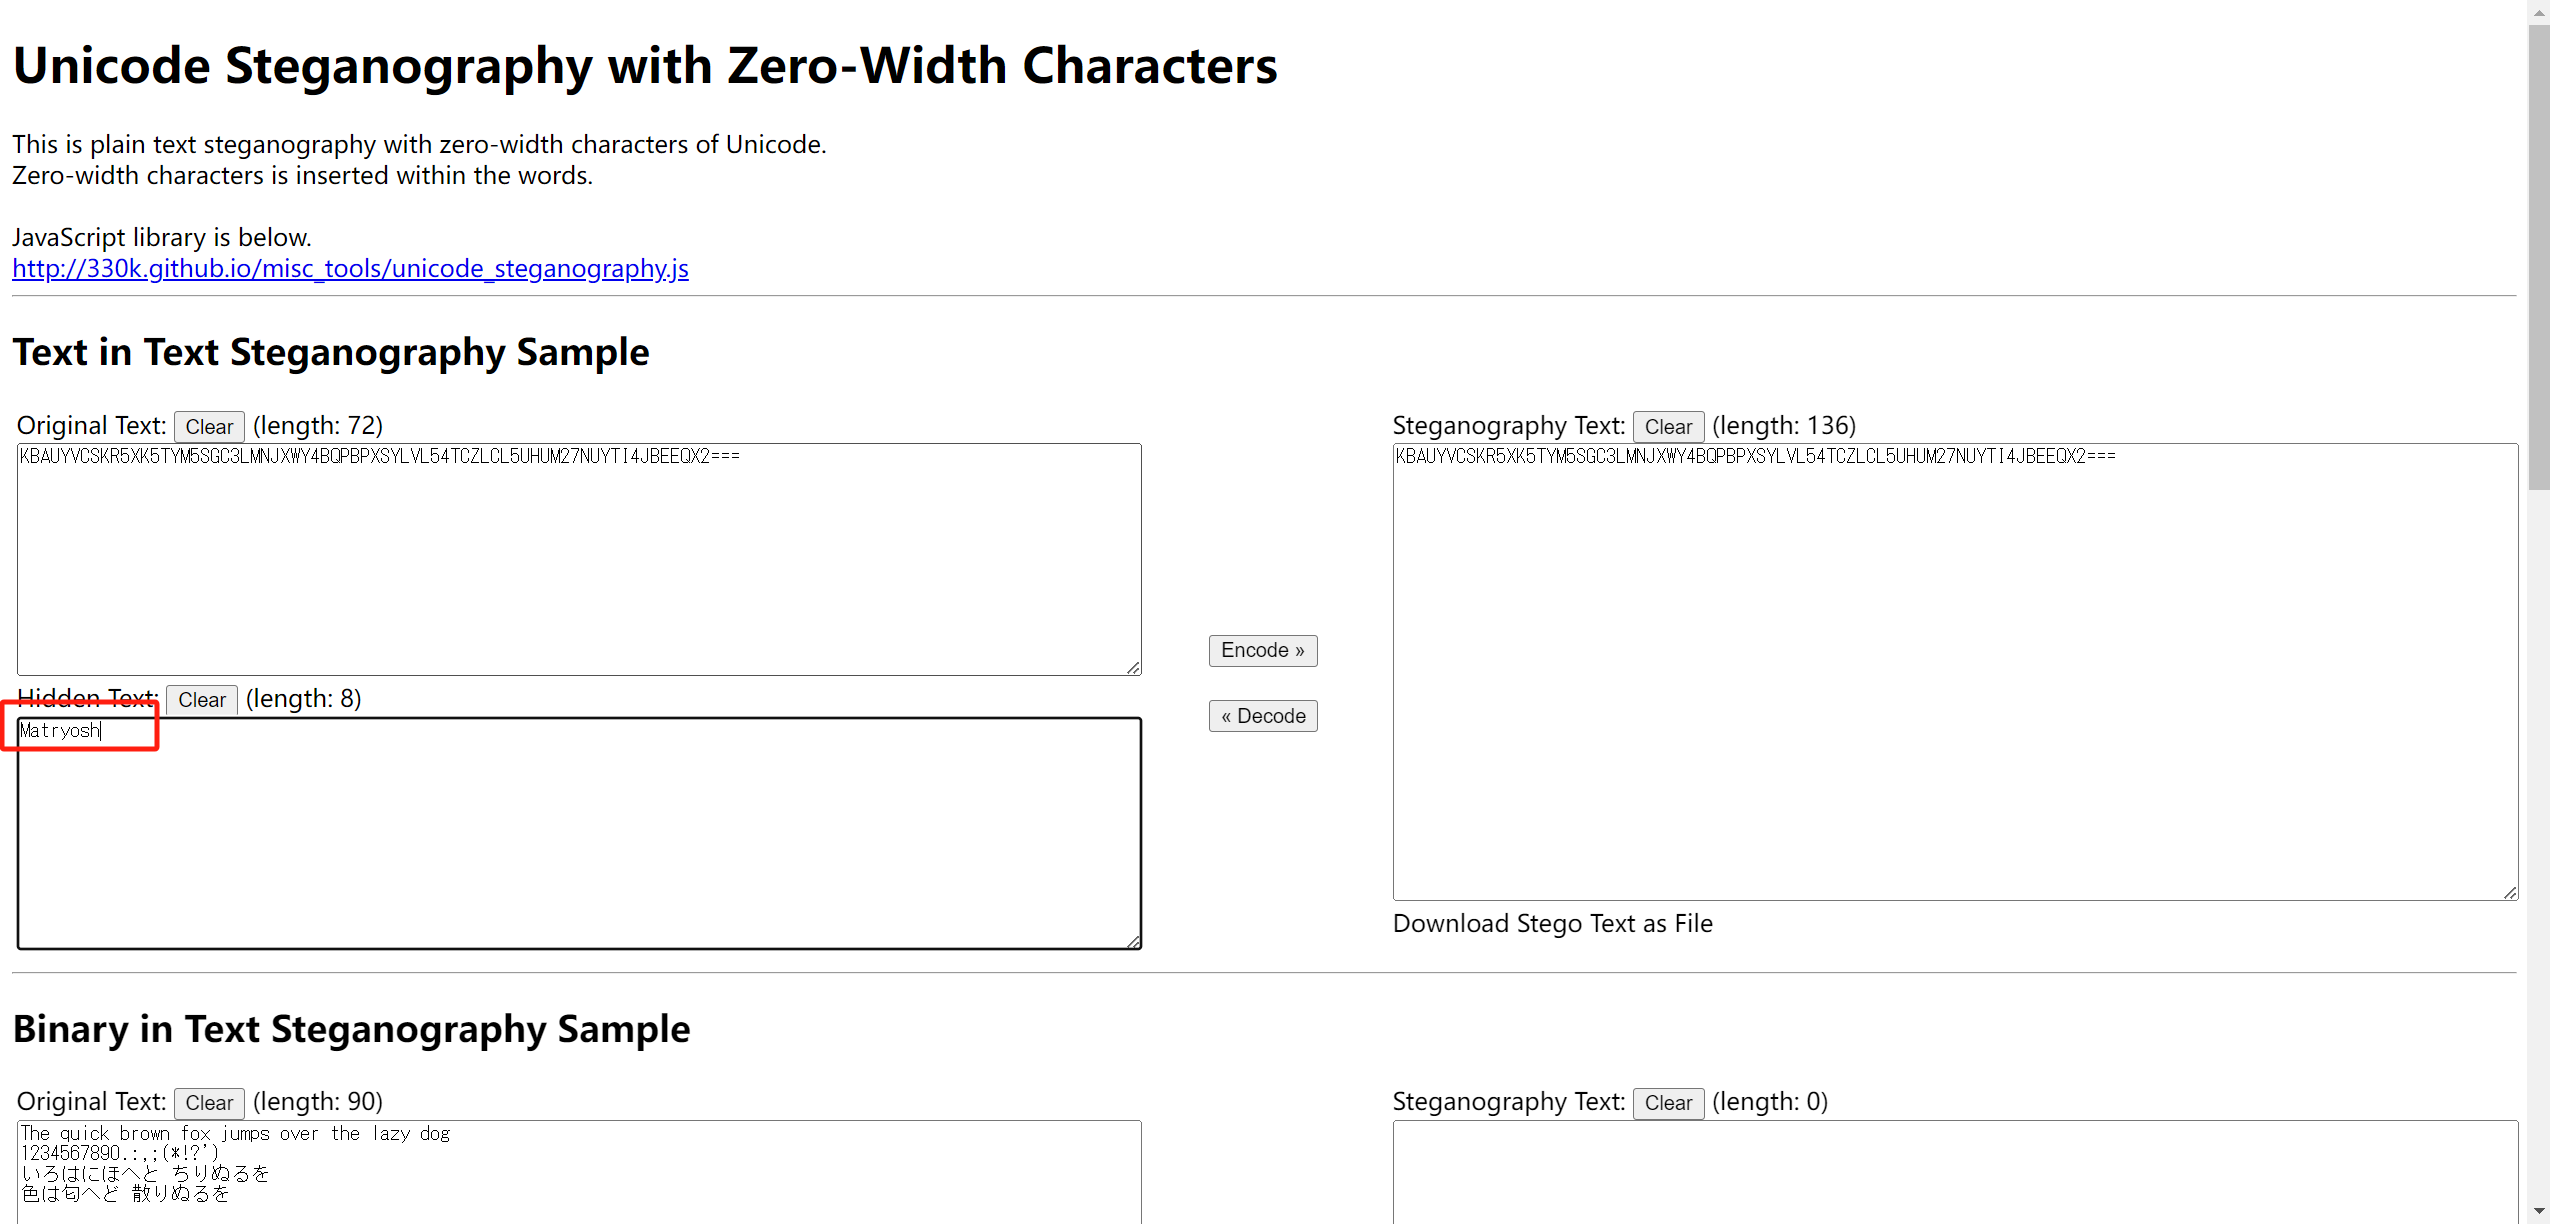 Unicode Steganography with Zero-Width Characters
This is plain text steganography with zero-width characters of Unicode.
Zero-width characters is inserted within the words.
JavaScript library is below.
http://330k.github.io/misc_tools/unicode_steganography.js
Text in Text Steganography Sample
Original Text: Clear (length: 72)
KBAUYVCSKR5XK5TYM5SGC3LMNJXWY4BQPBPXSYLVL54TCZLCL5UHUM27NUYTI4JBEEQX2===
Hidden Text: Clear (length: 8)
Matryosh
Encode »
« Decode
Steganography Text: Clear (length: 136)
KBAUYVCSKR5XK5TYM5SGC3LMNJXWY4BQPBPXSYLVL54TCZLCL5UHUM27NUYTI4JBEEQX2===
Download Stego Text as File
Binary in Text Steganography Sample
Original Text: Clear (length: 90)
The quick brown fox jumps over the lazy dog
1234567890.:,;(*!?')
いろはにほへと ちりぬるを
色は匂へど 散りぬるを
Steganography Text: Clear (length: 0)